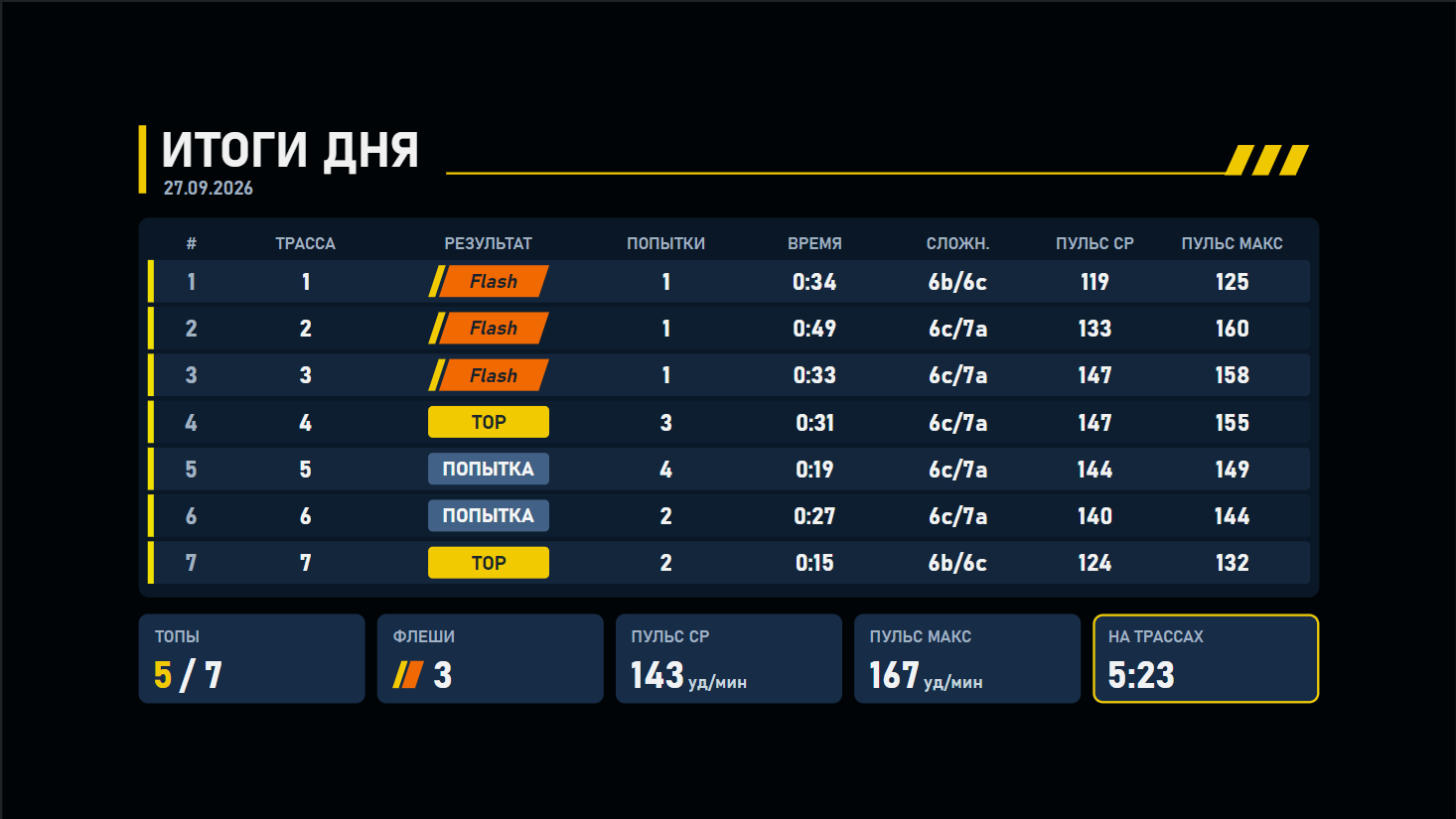 ИТОГИ ДНЯ
27.09.2026
# ТРАССА РЕЗУЛЬТАТ ПОПЫТКИ ВРЕМЯ СЛОЖН. ПУЛЬС СР ПУЛЬС МАКС
1 1 Flash 1 0:34 6b/6c 119 125
2 2 Flash 1 0:49 6c/7a 133 160
3 3 Flash 1 0:33 6c/7a 147 158
4 4 TOP 3 0:31 6c/7a 147 155
5 5 ПОПЫТКА 4 0:19 6c/7a 144 149
6 6 ПОПЫТКА 2 0:27 6c/7a 140 144
7 7 TOP 2 0:15 6b/6c 124 132
ТОПЫ ФЛЕШИ ПУЛЬС СР ПУЛЬС МАКС НА ТРАССАХ
5 / 7 3 143 уд/мин 167 уд/мин 5:23